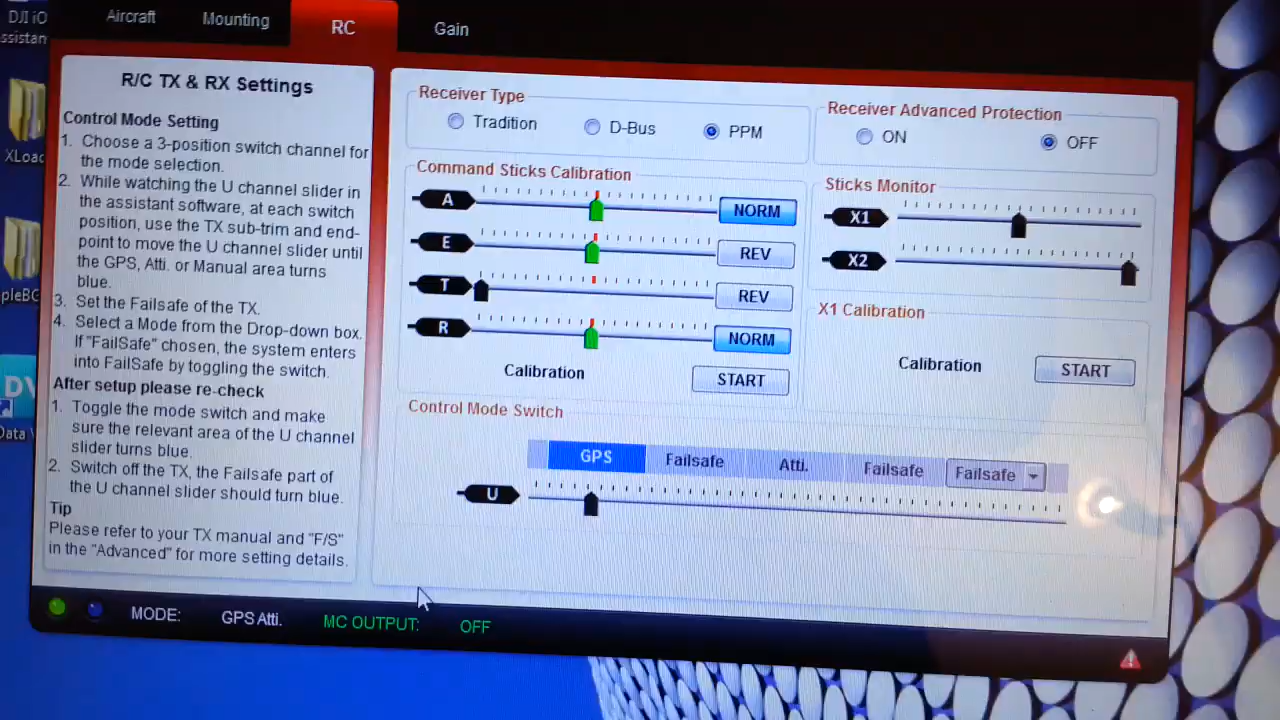 DJI iO
ssistan
XLoad
pleBG
Data V
Aircraft
Mounting
RC
Gain
R/C TX & RX Settings
Control Mode Setting
1. Choose a 3-position switch channel for
the mode selection.
2. While watching the U channel slider in
the assistant software, at each switch
position, use the TX sub-trim and end-
point to move the U channel slider until
the GPS, Atti. or Manual area turns
blue.
3. Set the Failsafe of the TX.
4. Select a Mode from the Drop-down box.
If "FailSafe" chosen, the system enters
into FailSafe by toggling the switch.
After setup please re-check
1. Toggle the mode switch and make
sure the relevant area of the U channel
slider turns blue.
2. Switch off the TX, the Failsafe part of
the U channel slider should turn blue.
Tip
Please refer to your TX manual and "F/S"
in the "Advanced" for more setting details.
Receiver Type
Tradition
D-Bus
PPM
Receiver Advanced Protection
ON
OFF
Command Sticks Calibration
A
NORM
E
REV
T
REV
R
NORM
Calibration
START
Sticks Monitor
X1
X2
X1 Calibration
Calibration
START
Control Mode Switch
GPS
Failsafe
Atti.
Failsafe
Failsafe
U
MODE:
GPS Atti.
MC OUTPUT:
OFF